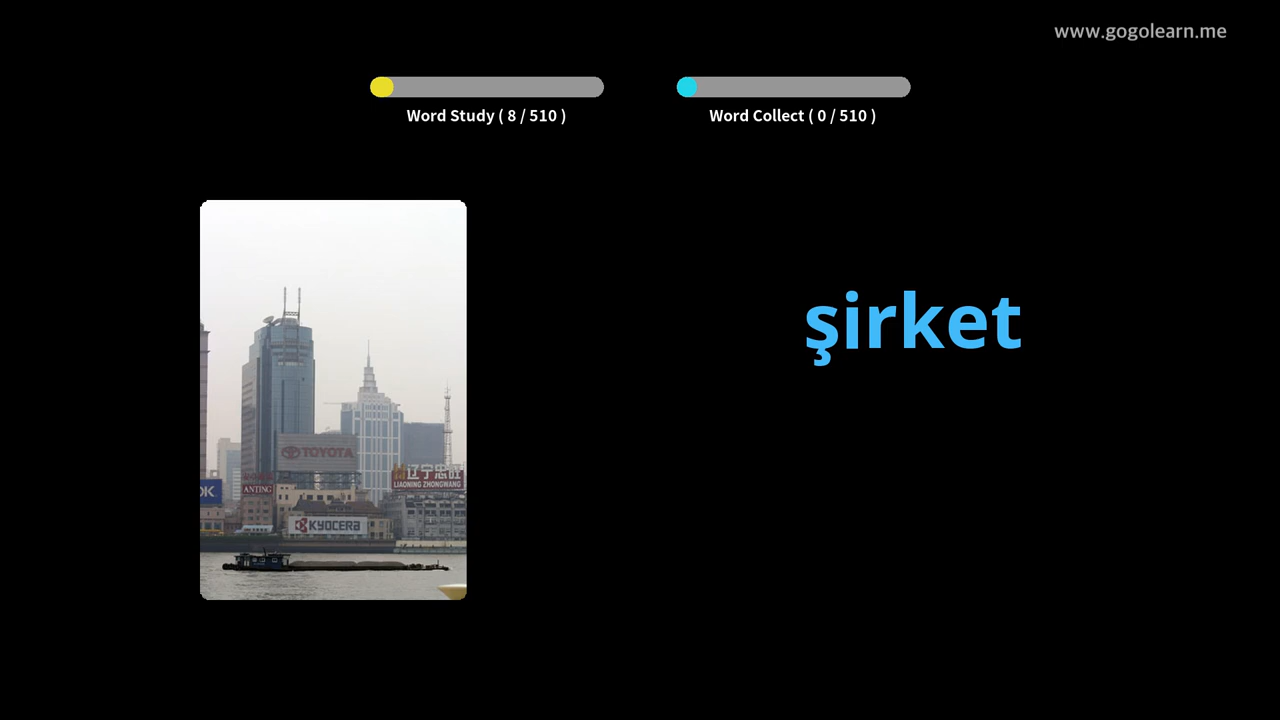 www.gogolearn.me
Word Study ( 8 / 510 )
Word Collect ( 0 / 510 )
şirket
TOYOTA
辽宁忠旺
LIAONING ZHONGWANG
OK
ANTING
KYOCERA